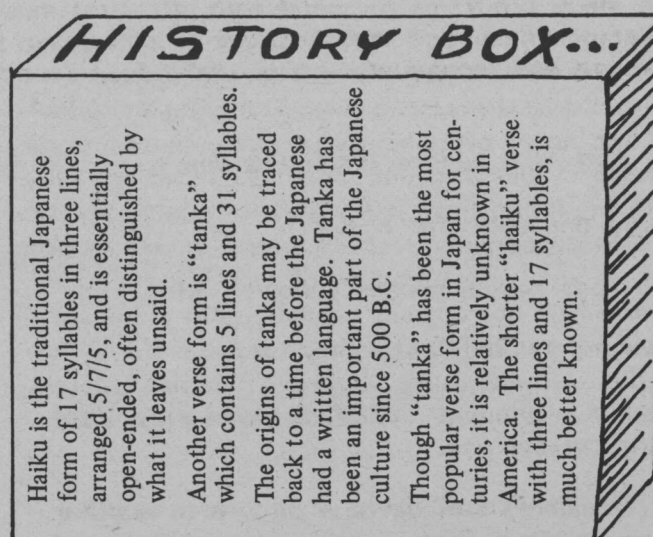 HISTORY BOX...
Haiku is the traditional Japanese
form of 17 syllables in three lines,
arranged 5/7/5, and is essentially
open-ended, often distinguished by
what it leaves unsaid.
Another verse form is “tanka”
which contains 5 lines and 31 syllables.
The origins of tanka may be traced
back to a time before the Japanese
had a written language. Tanka has
been an important part of the Japanese
culture since 500 B.C.
Though “tanka” has been the most
popular verse form in Japan for cen-
turies, it is relatively unknown in
America. The shorter “haiku” verse
with three lines and 17 syllables, is
much better known.